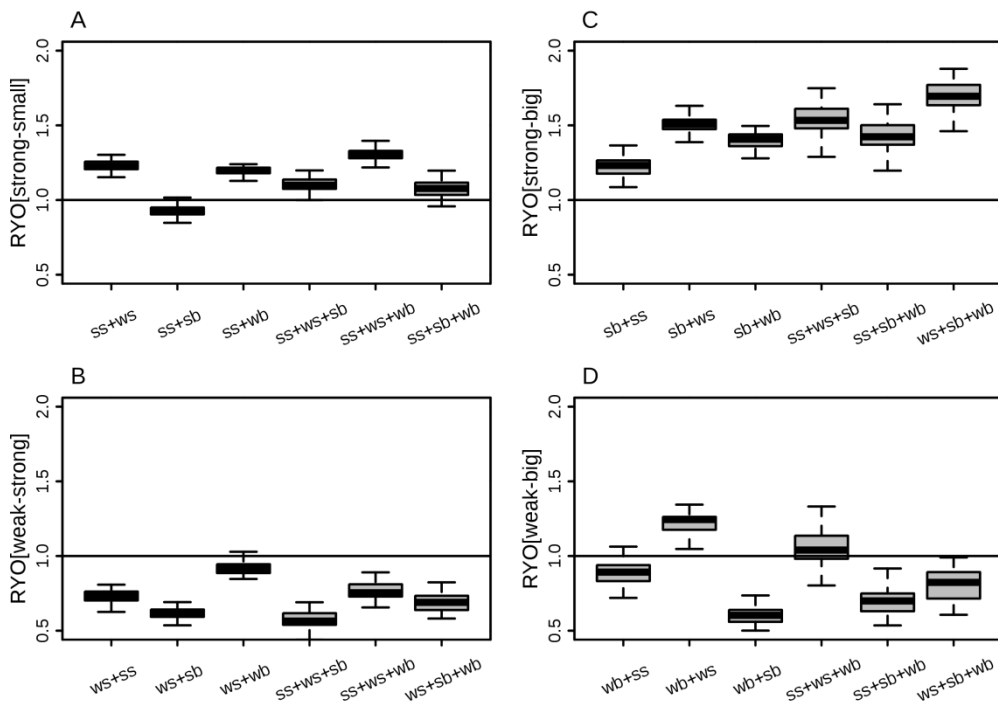 A
RYO[strong-small]
2.0
1.5
1.0
0.5
ss+ws
ss+sb
ss+wb
ss+ws+sb
ss+ws+wb
ss+sb+wb
C
RYO[strong-big]
2.0
1.5
1.0
0.5
sb+ss
sb+ws
sb+wb
ss+ws+sb
ss+sb+wb
ws+sb+wb
B
RYO[weak-strong]
2.0
1.5
1.0
0.5
ws+ss
ws+sb
ws+wb
ss+ws+sb
ss+ws+wb
ws+sb+wb
D
RYO[weak-big]
2.0
1.5
1.0
0.5
wb+ss
wb+ws
wb+sb
ss+ws+wb
ss+sb+wb
ws+sb+wb